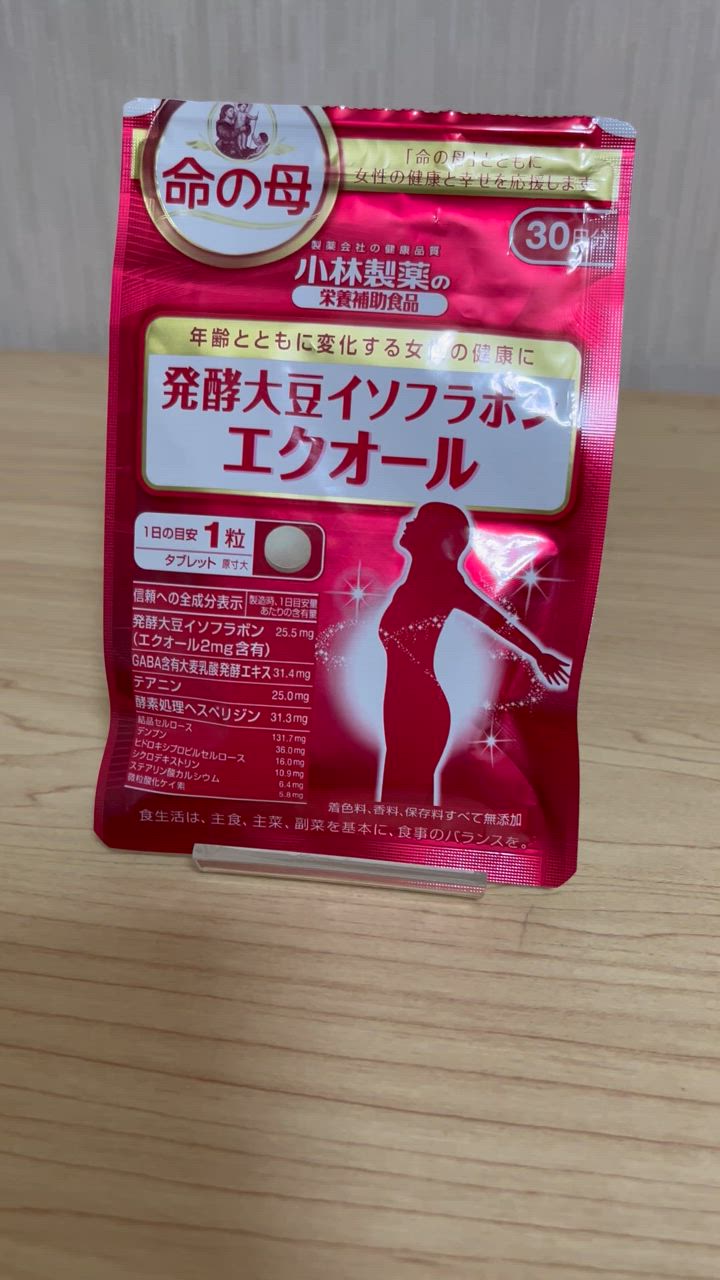 命の母
「命の母」とともに
女性の健康と幸せを応援します
30日分
製薬会社の健康品質
小林製薬の
栄養補助食品
年齢とともに変化する女性の健康に
発酵大豆イソフラボン
エクオール
1日の目安 1粒
タブレット 原寸大
信頼への全成分表示 製造時、1日目安量
あたりの含有量
発酵大豆イソフラボン 25.5mg
(エクオール2mg含有)
GABA含有大麦乳酸発酵エキス 31.4mg
テアニン 25.0mg
酵素処理ヘスペリジン 31.3mg
結晶セルロース 131.7mg
デンプン 36.0mg
ヒドロキシプロピルセルロース 16.0mg
シクロデキストリン 10.9mg
ステアリン酸カルシウム 6.4mg
微粒酸化ケイ素 5.8mg
着色料、香料、保存料すべて無添加
食生活は、主食、主菜、副菜を基本に、食事のバランスを。